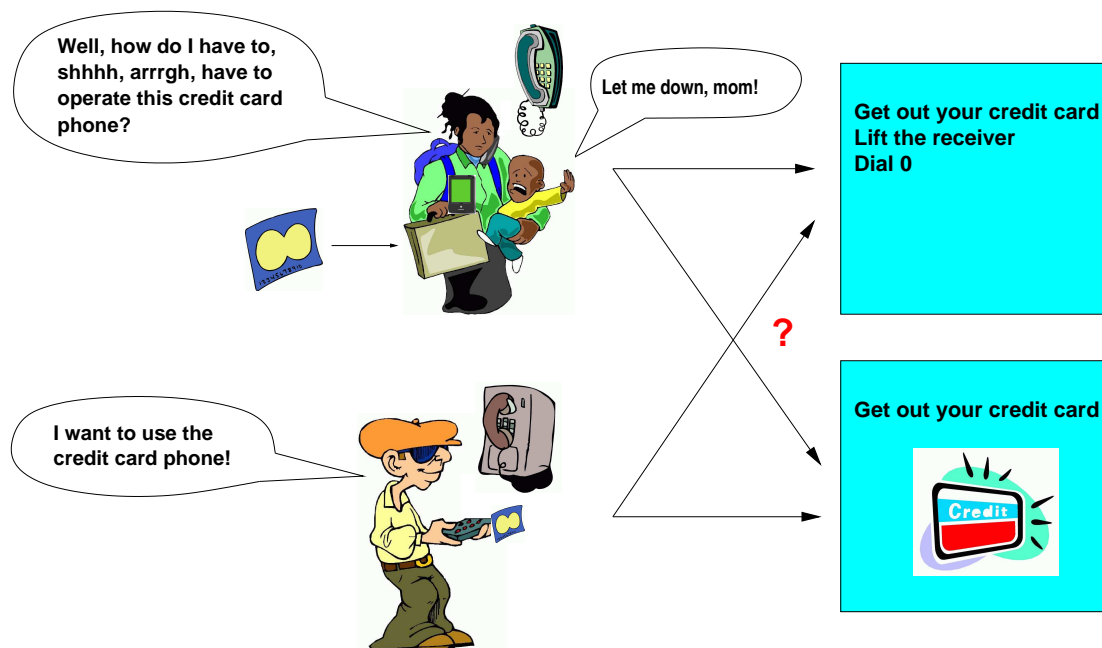 Well, how do I have to,
shhhh, arrrgh, have to
operate this credit card
phone?
Let me down, mom!
Get out your credit card
Lift the receiver
Dial 0
?
I want to use the
credit card phone!
Get out your credit card
Credit